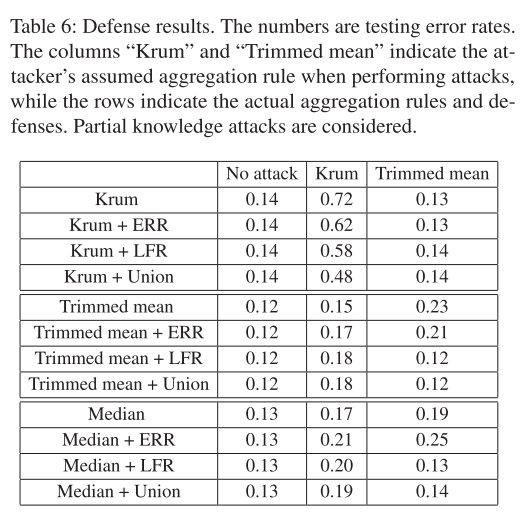 Table 6: Defense results. The numbers are testing error rates.
The columns “Krum” and “Trimmed mean” indicate the at-
tacker’s assumed aggregation rule when performing attacks,
while the rows indicate the actual aggregation rules and de-
fenses. Partial knowledge attacks are considered.
No attack Krum Trimmed mean
Krum 0.14 0.72 0.13
Krum + ERR 0.14 0.62 0.13
Krum + LFR 0.14 0.58 0.14
Krum + Union 0.14 0.48 0.14
Trimmed mean 0.12 0.15 0.23
Trimmed mean + ERR 0.12 0.17 0.21
Trimmed mean + LFR 0.12 0.18 0.12
Trimmed mean + Union 0.12 0.18 0.12
Median 0.13 0.17 0.19
Median + ERR 0.13 0.21 0.25
Median + LFR 0.13 0.20 0.13
Median + Union 0.13 0.19 0.14